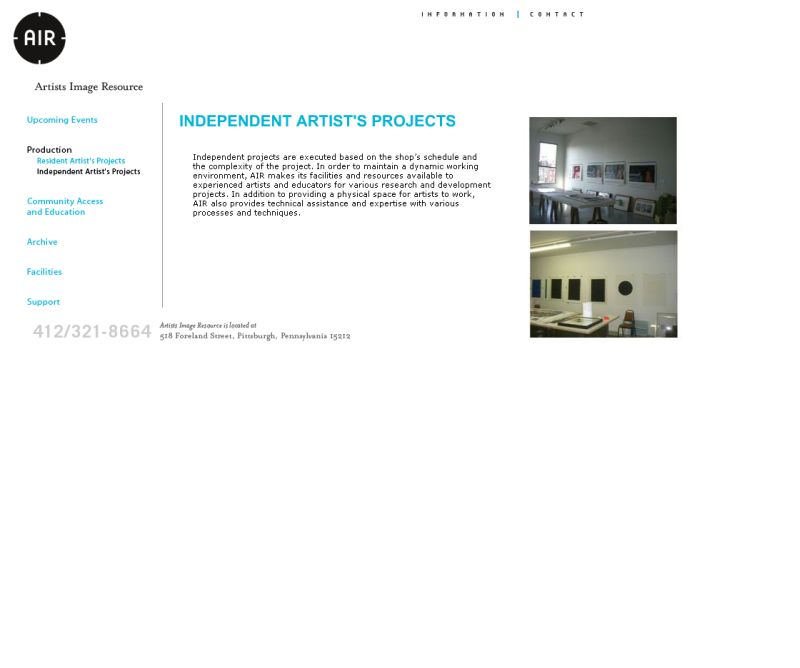 INFORMATION | CONTACT
AIR
Artists Image Resource
Upcoming Events
Production
Resident Artist's Projects
Independent Artist's Projects
Community Access
and Education
Archive
Facilities
Support
INDEPENDENT ARTIST'S PROJECTS
Independent projects are executed based on the shop's schedule and
the complexity of the project. In order to maintain a dynamic working
environment, AIR makes its facilities and resources available to
experienced artists and educators for various research and development
projects. In addition to providing a physical space for artists to work,
AIR also provides technical assistance and expertise with various
processes and techniques.
412/321-8664
Artists Image Resource is located at
518 Foreland Street, Pittsburgh, Pennsylvania 15212